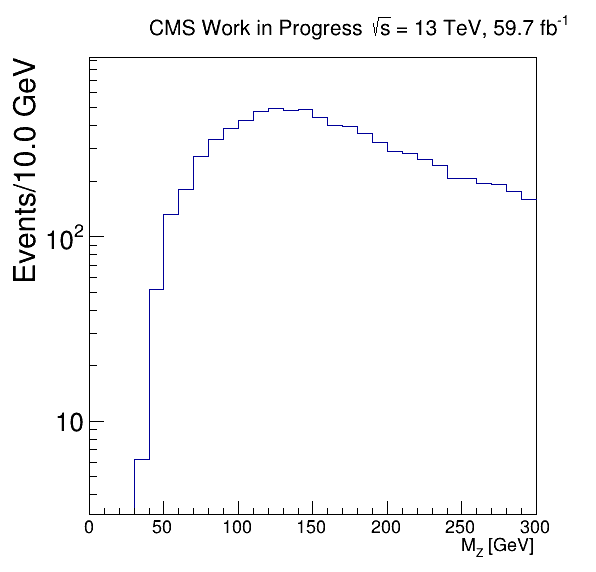 CMS Work in Progress √s = 13 TeV, 59.7 fb⁻¹
Events/10.0 GeV
10²
10
0 50 100 150 200 250 300
M_Z [GeV]